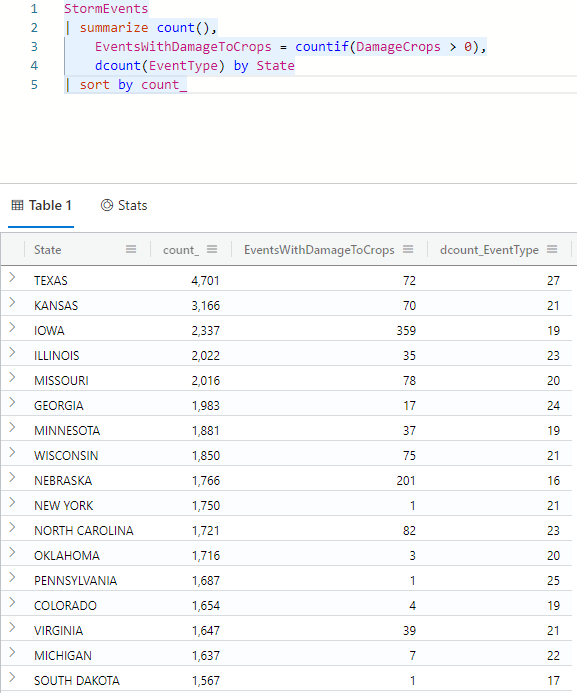 1 StormEvents
2 | summarize count(),
3 EventsWithDamageToCrops = countif(DamageCrops > 0),
4 dcount(EventType) by State
5 | sort by count_
Table 1 Stats
State count_ EventsWithDamageToCrops dcount_EventType
TEXAS 4,701 72 27
KANSAS 3,166 70 21
IOWA 2,337 359 19
ILLINOIS 2,022 35 23
MISSOURI 2,016 78 20
GEORGIA 1,983 17 24
MINNESOTA 1,881 37 19
WISCONSIN 1,850 75 21
NEBRASKA 1,766 201 16
NEW YORK 1,750 1 21
NORTH CAROLINA 1,721 82 23
OKLAHOMA 1,716 3 20
PENNSYLVANIA 1,687 1 25
COLORADO 1,654 4 19
VIRGINIA 1,647 39 21
MICHIGAN 1,637 7 22
SOUTH DAKOTA 1,567 1 17